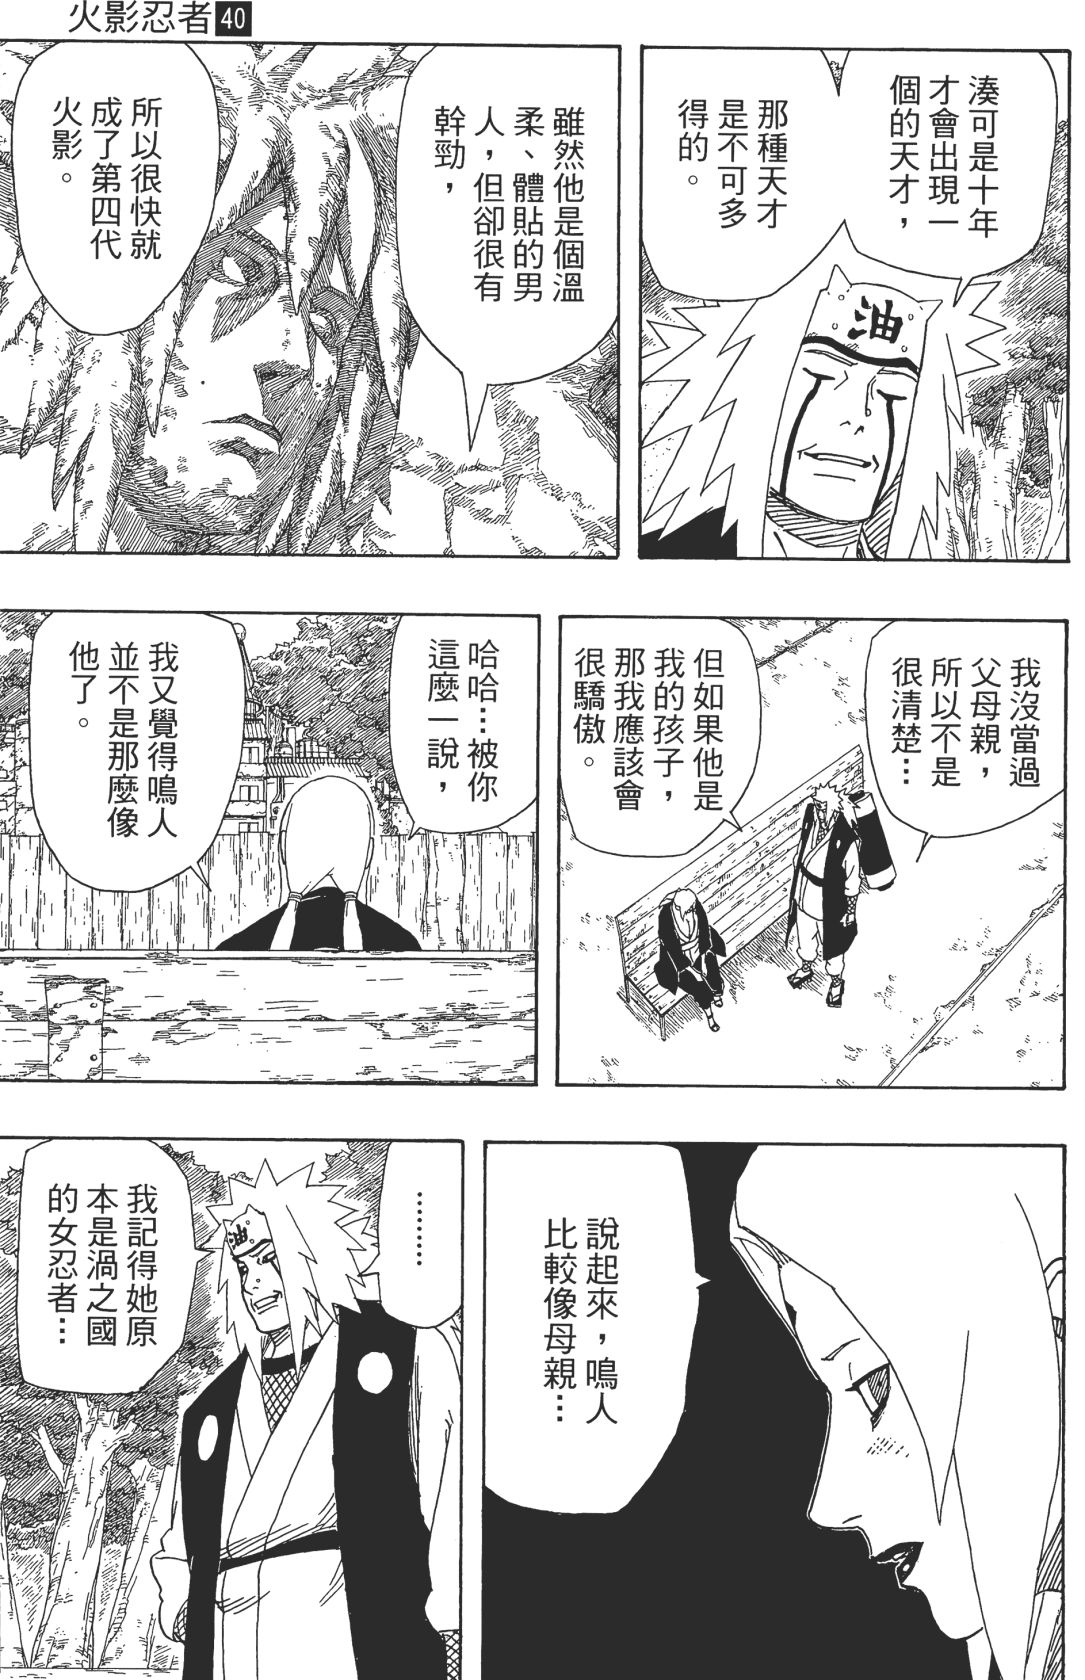 火影忍者40
湊可是十年
才會出現一
個的天才，
那種天才
是不可多
得的。
油
雖然他是個溫
柔、體貼的男
人，但卻很有
幹勁，
所以很快就
成了第四代
火影。
我沒當過
父母親，
所以不是
很清楚…
但如果他是
我的孩子，
那我應該會
很驕傲。
哈哈…被你
這麼一說，
我又覺得鳴人
並不是那麼像
他了。
說起來，鳴人
比較像母親…
………
油
我記得她原
本是渦之國
的女忍者…